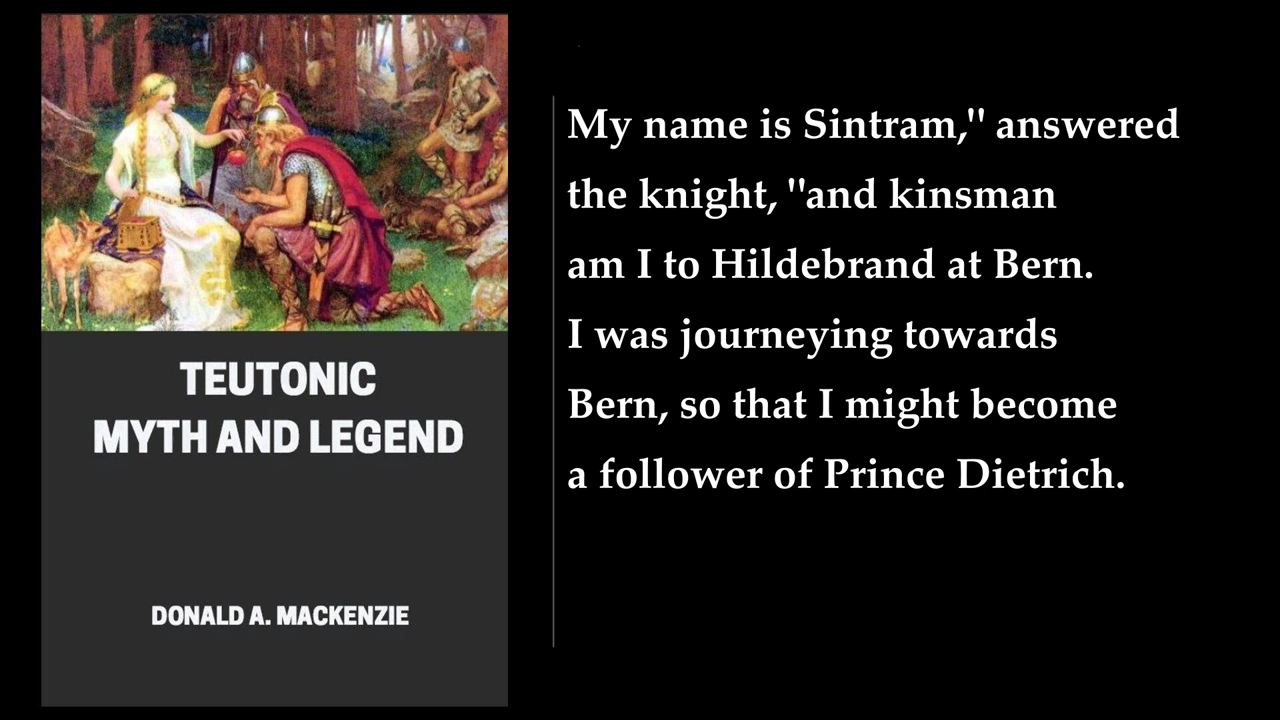 TEUTONIC
MYTH AND LEGEND
DONALD A. MACKENZIE
My name is Sintram," answered
the knight, "and kinsman
am I to Hildebrand at Bern.
I was journeying towards
Bern, so that I might become
a follower of Prince Dietrich.